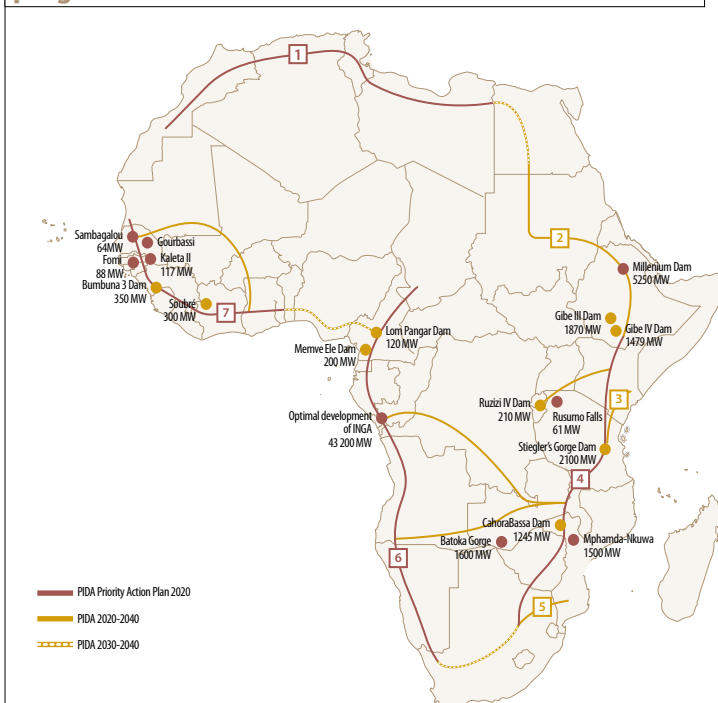 1
2
Sambagalou
64MW
Gourbassi
Fomi
88 MW
Kaleta II
117 MW
Bumbuna 3 Dam
350 MW
Soubré
300 MW
7
Millenium Dam
5250 MW
Gibe III Dam
1870 MW
Gibe IV Dam
1479 MW
Lom Pangar Dam
120 MW
Memve Ele Dam
200 MW
Ruzizi IV Dam
210 MW
Rusumo Falls
61 MW
3
Optimal development
of INGA
43 200 MW
Stiegler's Gorge Dam
2100 MW
4
CahoraBassa Dam
1245 MW
Batoka Gorge
1600 MW
Mphamda-Nkuwa
1500 MW
6
5
PIDA Priority Action Plan 2020
PIDA 2020-2040
PIDA 2030-2040